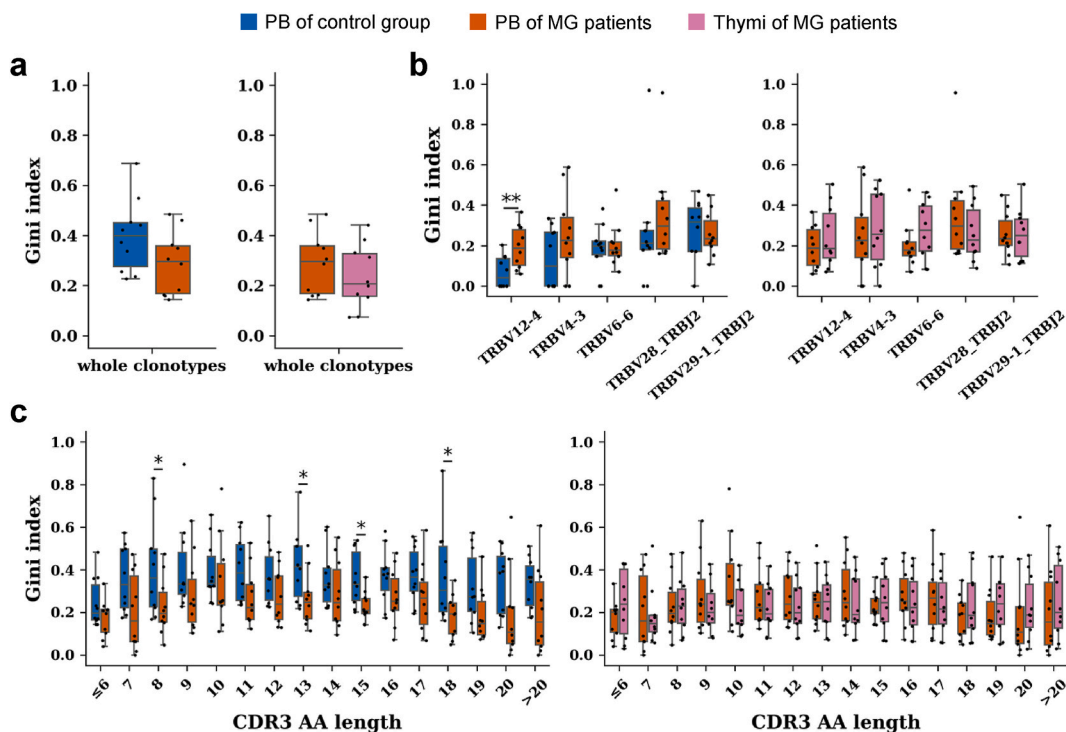 PB of control group PB of MG patients Thymi of MG patients
a
Gini index
1.0
0.8
0.6
0.4
0.2
0.0
whole clonotypes
1.0
0.8
0.6
0.4
0.2
0.0
whole clonotypes
b
Gini index
1.0
0.8
0.6
0.4
0.2
0.0
**
TRBV12-4
TRBV4-3
TRBV6-6
TRBV28_TRBJ2
TRBV29-1_TRBJ2
1.0
0.8
0.6
0.4
0.2
0.0
TRBV12-4
TRBV4-3
TRBV6-6
TRBV28_TRBJ2
TRBV29-1_TRBJ2
c
Gini index
1.0
0.8
0.6
0.4
0.2
0.0
* * * *
≤6 7 8 9 10 11 12 13 14 15 16 17 18 19 20 >20
CDR3 AA length
1.0
0.8
0.6
0.4
0.2
0.0
≤6 7 8 9 10 11 12 13 14 15 16 17 18 19 20 >20
CDR3 AA length